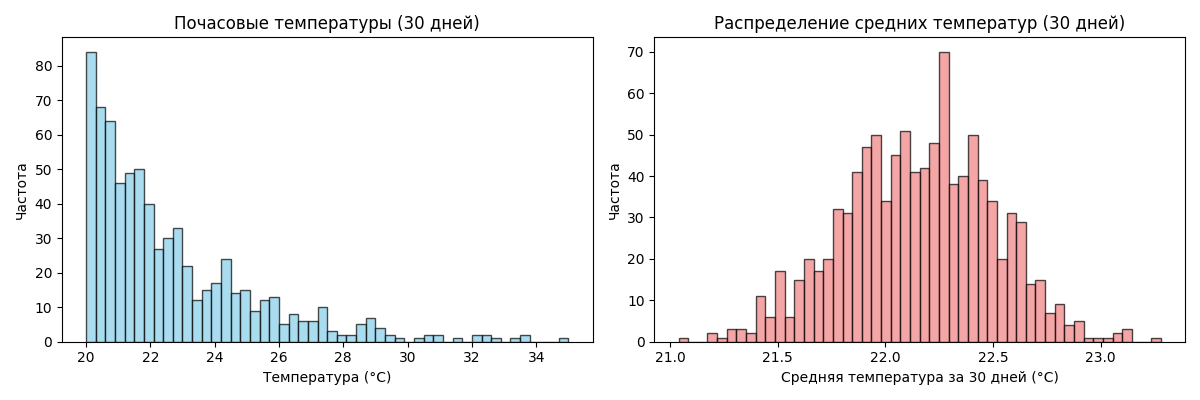 Почасовые температуры (30 дней)
Частота
80
70
60
50
40
30
20
10
0
20 22 24 26 28 30 32 34
Температура (°C)
Распределение средних температур (30 дней)
Частота
70
60
50
40
30
20
10
0
21.0 21.5 22.0 22.5 23.0
Средняя температура за 30 дней (°C)